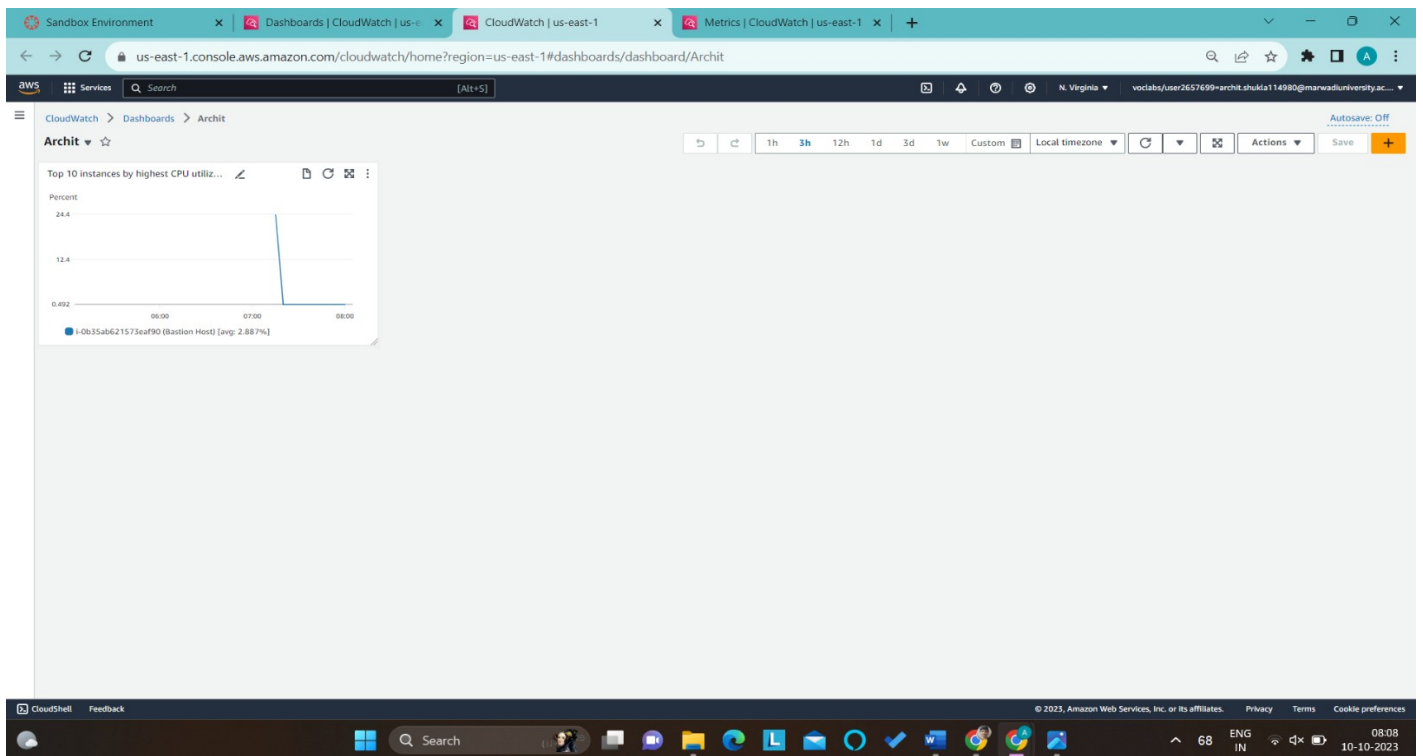 Sandbox Environment
Dashboards | CloudWatch | us-e
CloudWatch | us-east-1
Metrics | CloudWatch | us-east-1
us-east-1.console.aws.amazon.com/cloudwatch/home?region=us-east-1#dashboards/dashboard/Archit
A
aws Services Search [Alt+S] N. Virginia voclabs/user2657699=archit.shukla114980@marwadiuniversity.ac....
CloudWatch > Dashboards > Archit Autosave: Off
Archit 1h 3h 12h 1d 3d 1w Custom Local timezone Actions Save +
Top 10 instances by highest CPU utiliz...
Percent
24.4
12.4
0.492
06:00 07:00 08:00
i-0b35ab621573eaf90 (Bastion Host) [avg: 2.887%]
CloudShell Feedback © 2023, Amazon Web Services, Inc. or its affiliates. Privacy Terms Cookie preferences
Search 68 ENG 08:08
IN 10-10-2023